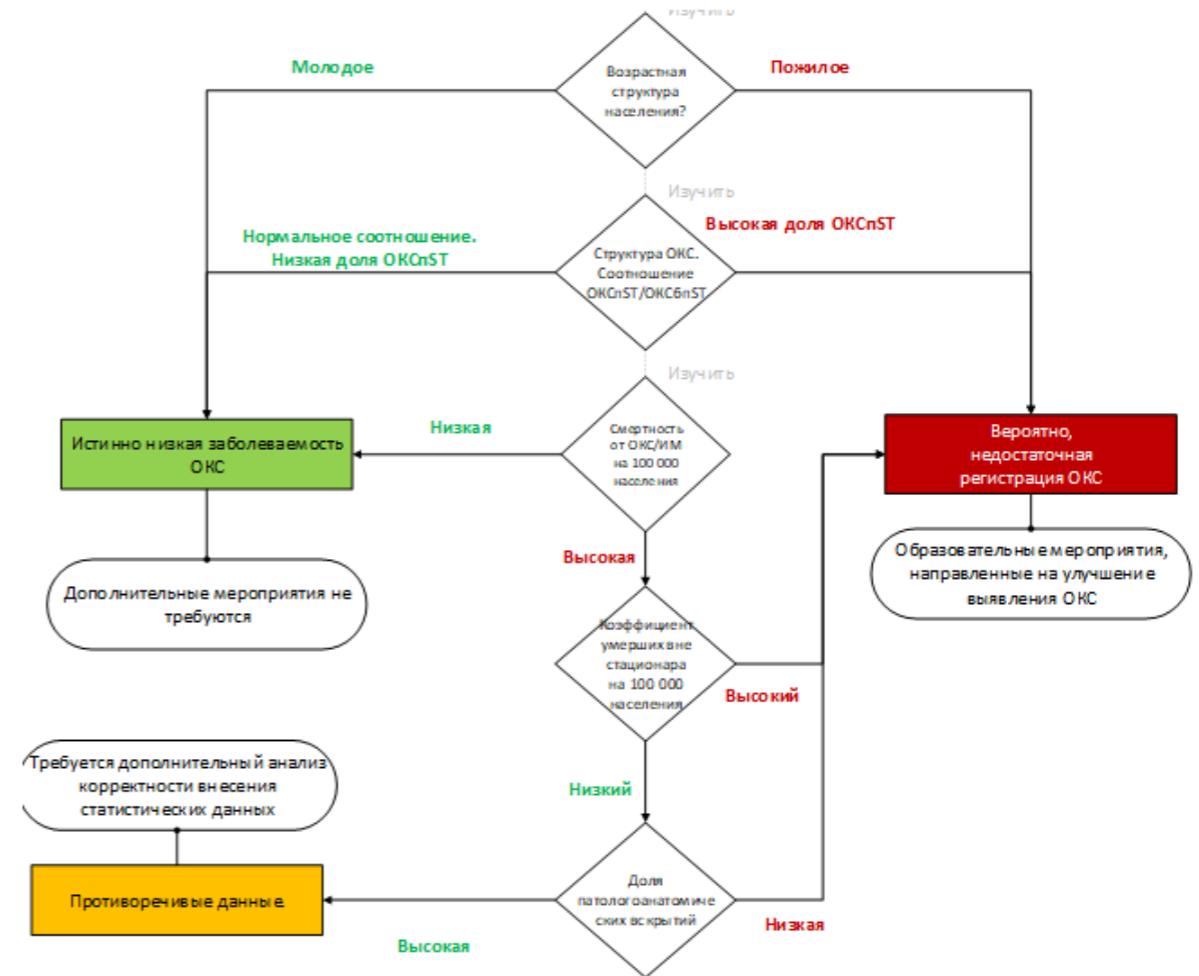 Изучить
Молодое
Пожилое
Возрастная
структура
населения?
Изучить
Высокая доля ОКСпST
Нормальное соотношение.
Низкая доля ОКСпST
Структура ОКС.
Соотношение
ОКСпST/ОКСбпST
Изучить
Низкая
Смертность
от ОКС/ИМ
на 100 000
населения
Истинно низкая заболеваемость
ОКС
Вероятно,
недостаточная
регистрация ОКС
Высокая
Образовательные мероприятия,
направленные на улучшение
выявления ОКС
Дополнительные мероприятия не
требуются
Коэффициент
умерших вне
стационара
на 100 000
населения
Высокий
Требуется дополнительный анализ
корректности внесения
статистических данных
Низкий
Противоречивые данные.
Доля
патологоанатомиче
ских вскрытий
Низкая
Высокая